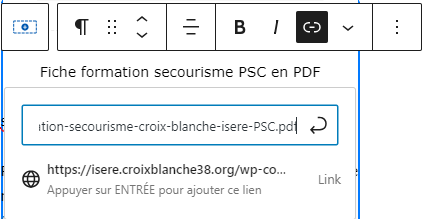 B I
Fiche formation secourisme PSC en PDF
tion-secourisme-croix-blanche-isere-PSC.pdf
https://isere.croixblanche38.org/wp-co...
Link
Appuyer sur ENTRÉE pour ajouter ce lien